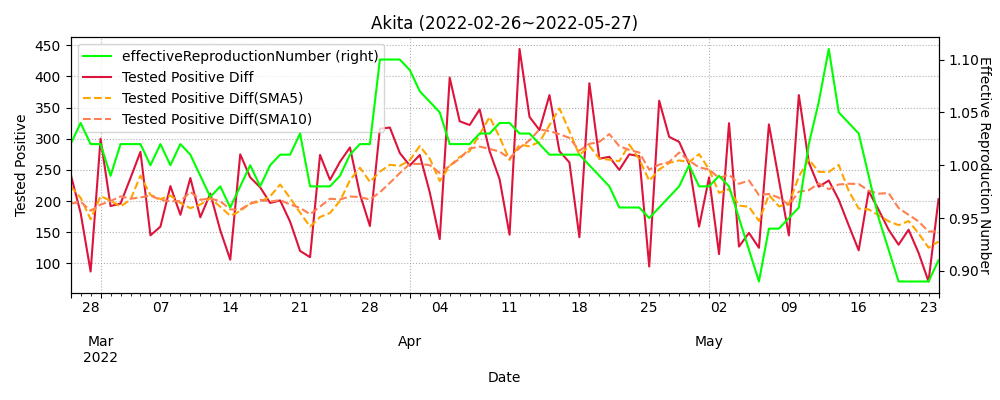 Akita (2022-02-26~2022-05-27)
effectiveReproductionNumber (right)
Tested Positive Diff
Tested Positive Diff(SMA5)
Tested Positive Diff(SMA10)
Tested Positive
450
400
350
300
250
200
150
100
1.10
1.05
1.00
0.95
0.90
Effective Reproduction Number
28 07 14 21 28 04 11 18 25 02 09 16 23
Mar Apr May
2022
Date